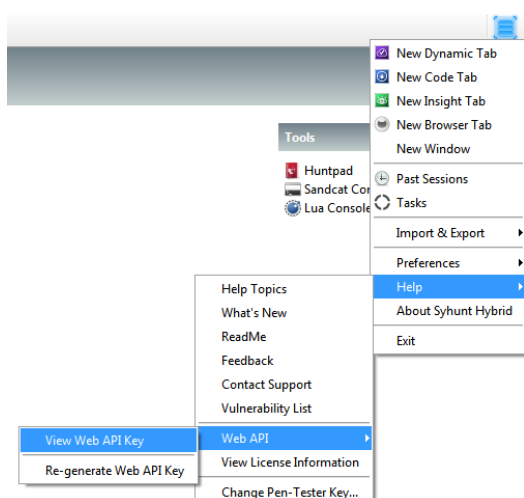 New Dynamic Tab
New Code Tab
New Insight Tab
New Browser Tab
New Window
Past Sessions
Tasks
Import & Export
Preferences
Help
About Syhunt Hybrid
Exit
Tools
Huntpad
Sandcat Con
Lua Console
Help Topics
What's New
ReadMe
Feedback
Contact Support
Vulnerability List
Web API
View License Information
Change Pen-Tester Key...
View Web API Key
Re-generate Web API Key